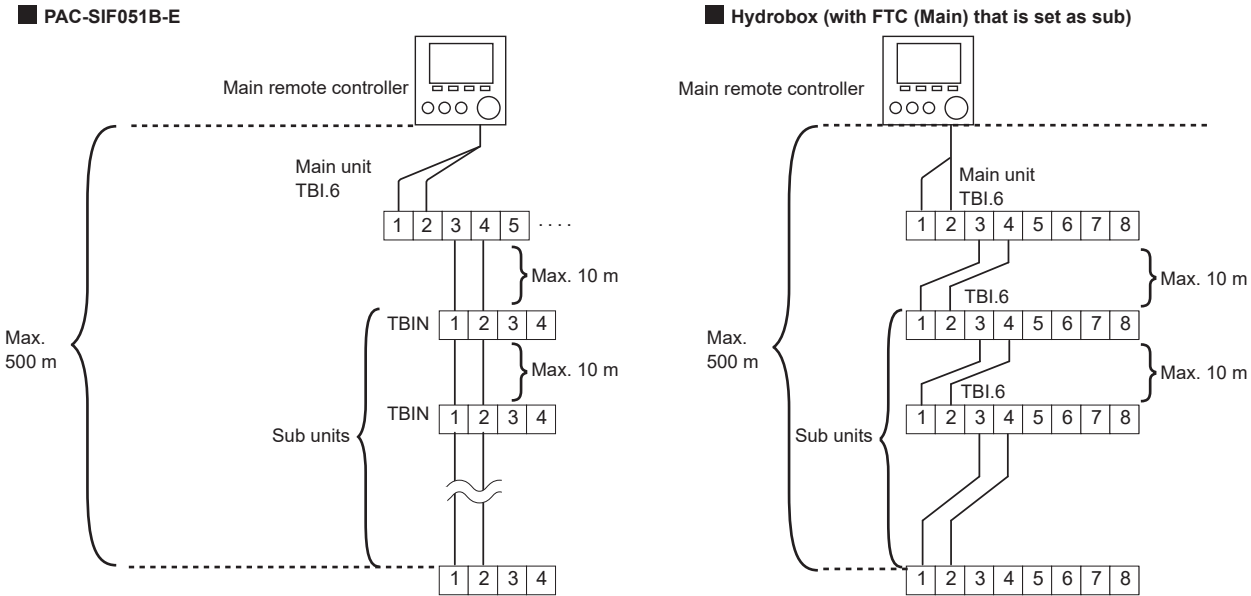 PAC-SIF051B-E
Main remote controller
Main unit
TBI.6
1 2 3 4 5 ....
Max. 10 m
TBIN 1 2 3 4
Max.
500 m
Max. 10 m
TBIN 1 2 3 4
Sub units
1 2 3 4
Hydrobox (with FTC (Main) that is set as sub)
Main remote controller
Main unit
TBI.6
1 2 3 4 5 6 7 8
Max. 10 m
TBI.6
1 2 3 4 5 6 7 8
Max.
500 m
Max. 10 m
TBI.6
1 2 3 4 5 6 7 8
Sub units
1 2 3 4 5 6 7 8